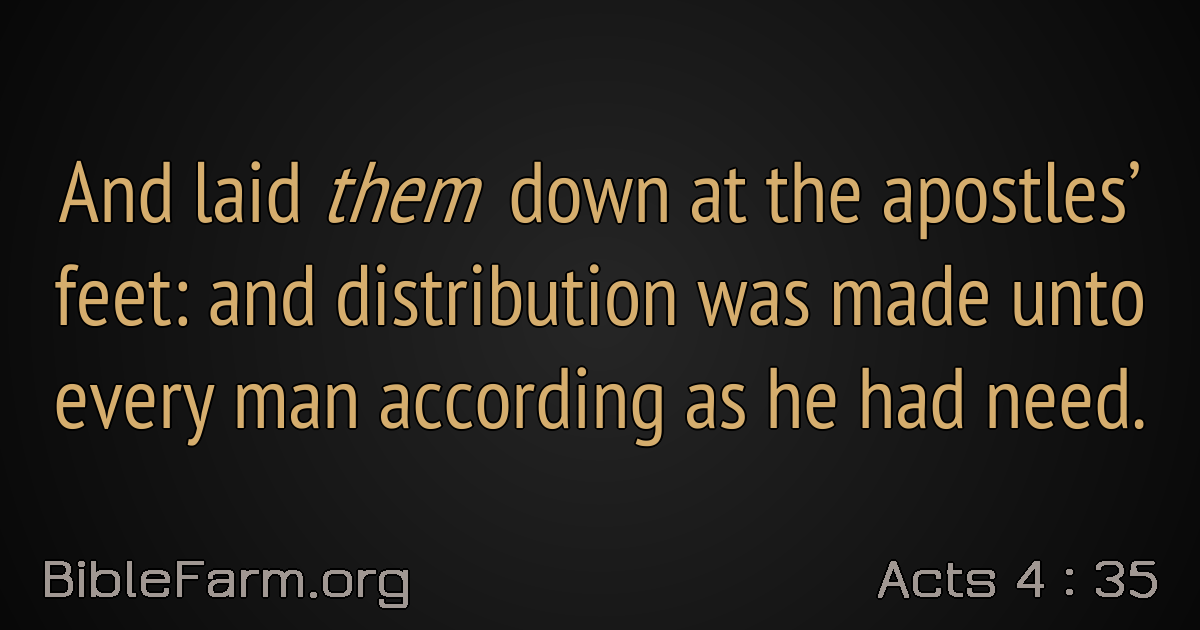 And laid them down at the apostles’
feet: and distribution was made unto
every man according as he had need.
BibleFarm.org
Acts 4 : 35